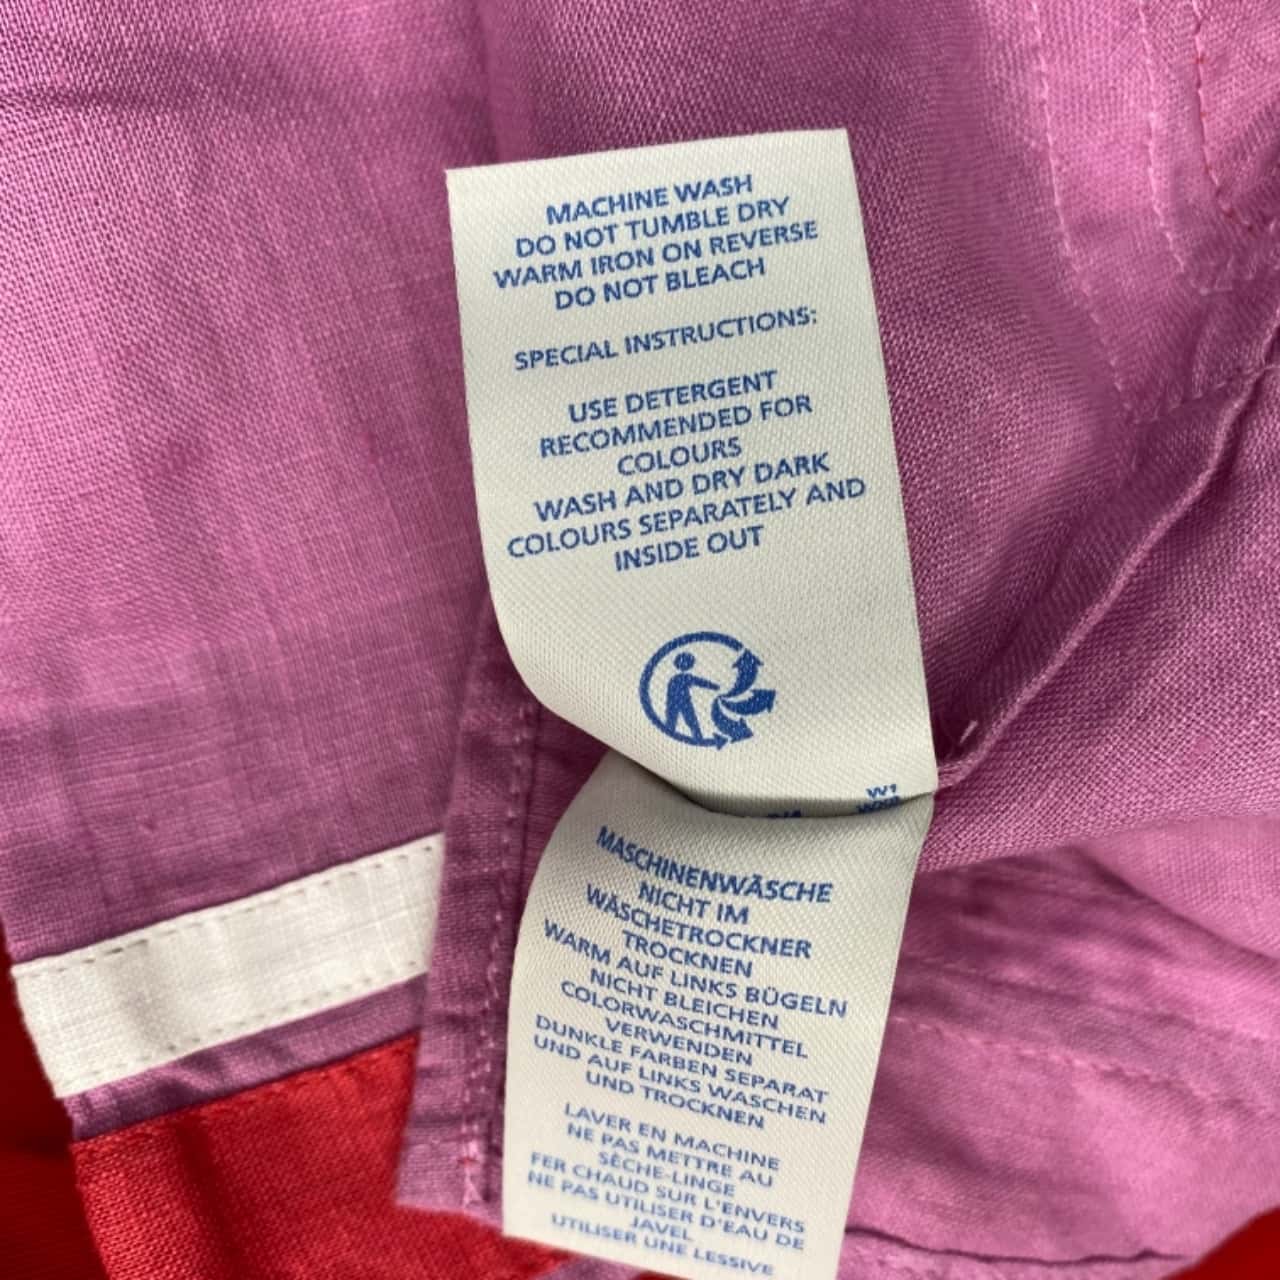 MACHINE WASH
DO NOT TUMBLE DRY
WARM IRON ON REVERSE
DO NOT BLEACH
SPECIAL INSTRUCTIONS:
USE DETERGENT
RECOMMENDED FOR
COLOURS
WASH AND DRY DARK
COLOURS SEPARATELY AND
INSIDE OUT
W1
MASCHINENWÄSCHE
NICHT IM
WÄSCHETROCKNER
TROCKNEN
WARM AUF LINKS BÜGELN
NICHT BLEICHEN
COLORWASCHMITTEL
VERWENDEN
DUNKLE FARBEN SEPARAT
UND AUF LINKS WASCHEN
UND TROCKNEN
LAVER EN MACHINE
NE PAS METTRE AU
SÈCHE-LINGE
FER CHAUD SUR L'ENVERS
NE PAS UTILISER D'EAU DE
JAVEL
UTILISER UNE LESSIVE